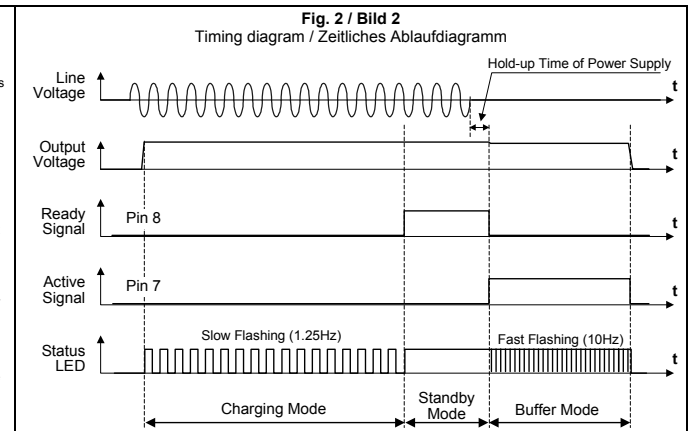 Fig. 2 / Bild 2
Timing diagram / Zeitliches Ablaufdiagramm
Hold-up Time of Power Supply
Line
Voltage
t
Output
Voltage
t
Ready
Signal
Pin 8
t
Active
Signal
Pin 7
t
Status
LED
Slow Flashing (1.25Hz)
Fast Flashing (10Hz)
t
Charging Mode
Standby
Mode
Buffer Mode